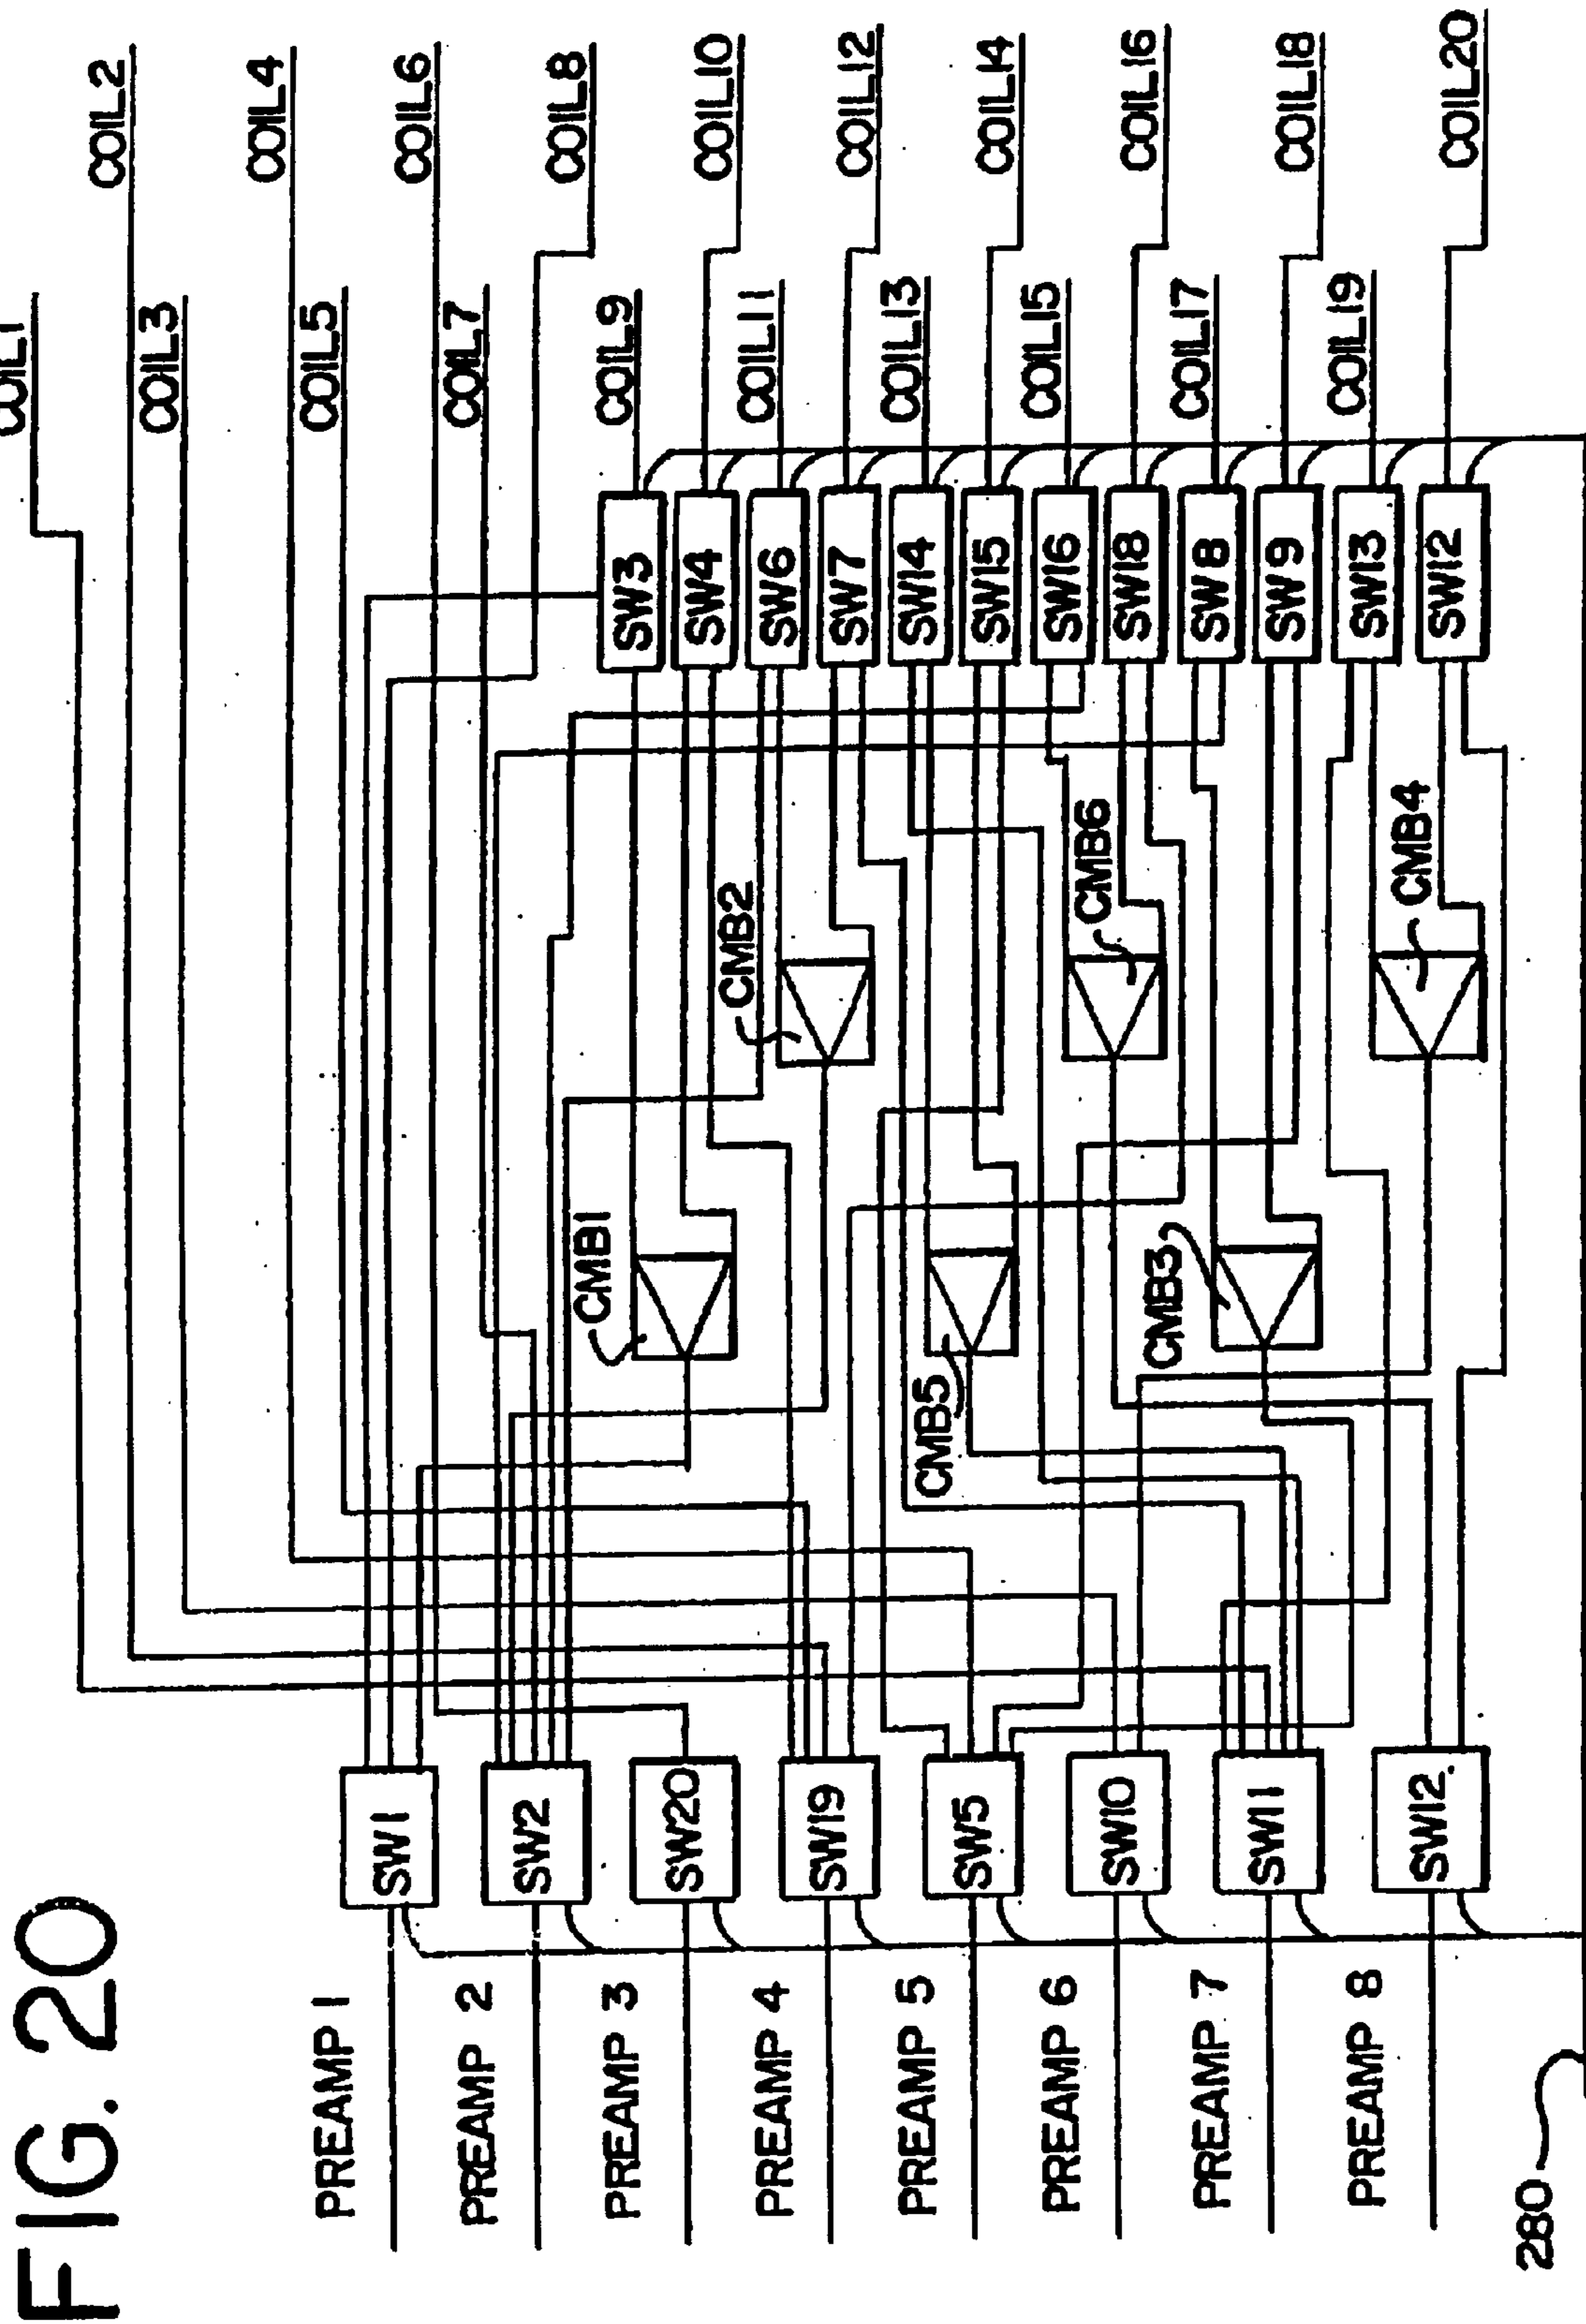 FIG. 20
COIL1
COIL2
COIL3
COIL4
COIL5
COIL6
COIL7
COIL8
COIL9
COIL10
COIL11
COIL12
COIL13
COIL14
COIL15
COIL16
COIL17
COIL18
COIL19
COIL20
SW3
SW4
SW6
SW7
SW14
SW15
SW16
SW18
SW8
SW9
SW13
SW12
CMB1
CMB2
CMB5
CMB6
CMB3
CMB4
SW1
SW2
SW20
SW19
SW5
SW10
SW11
SW12
PREAMP 1
PREAMP 2
PREAMP 3
PREAMP 4
PREAMP 5
PREAMP 6
PREAMP 7
PREAMP 8
280